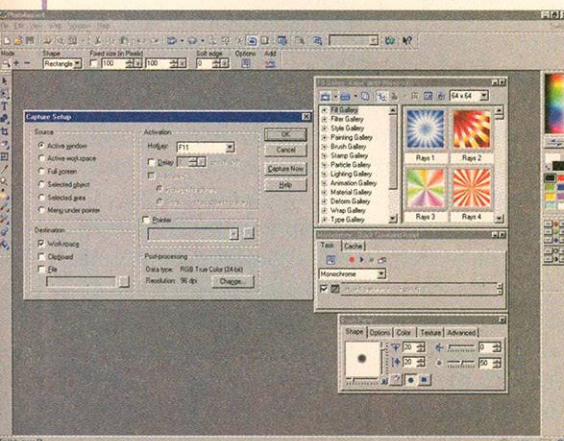 PhotoImpact
Mode
Shape
Fixed size (in Pixels)
Soft edge
Options
Add
Rectangle
100
100
0
Capture Setup
Source
Active window
Active workspace
Full screen
Selected object
Selected area
Menu under pointer
Destination
Workspace
Clipboard
File
Activation
Hotkey: F11
Delay
Pointer
Post-processing
Data type: RGB True Color (24-bit)
Resolution: 96 dpi
Change...
OK
Cancel
Capture Now
Help
64 x 64
Fill Gallery
Filter Gallery
Style Gallery
Painting Gallery
Brush Gallery
Stamp Gallery
Particle Gallery
Lighting Gallery
Animation Gallery
Material Gallery
Deform Gallery
Wrap Gallery
Type Gallery
Rays 1
Rays 2
Rays 3
Rays 4
Task
Cache
Monochrome
Shape
Options
Color
Texture
Advanced
20
0
20
50